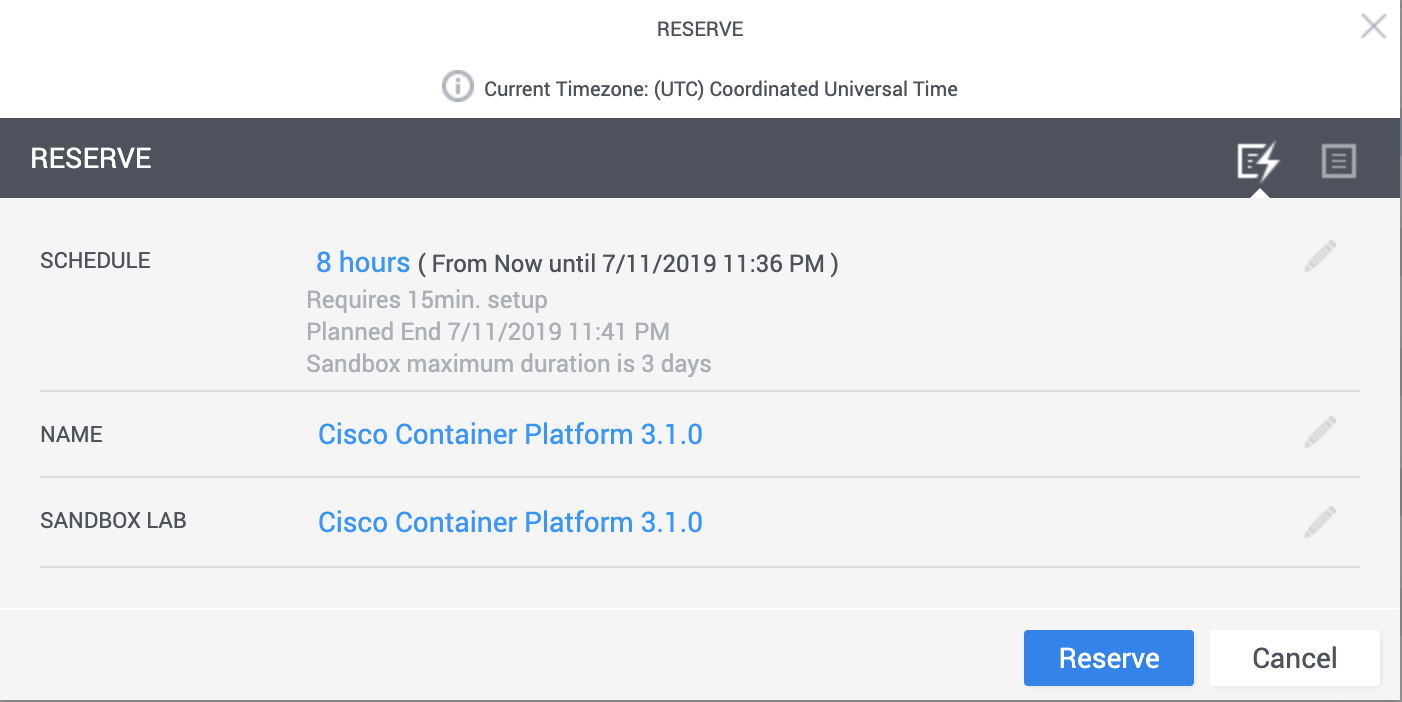 RESERVE
Current Timezone: (UTC) Coordinated Universal Time
RESERVE
SCHEDULE 8 hours ( From Now until 7/11/2019 11:36 PM )
Requires 15min. setup
Planned End 7/11/2019 11:41 PM
Sandbox maximum duration is 3 days
NAME Cisco Container Platform 3.1.0
SANDBOX LAB Cisco Container Platform 3.1.0
Reserve Cancel